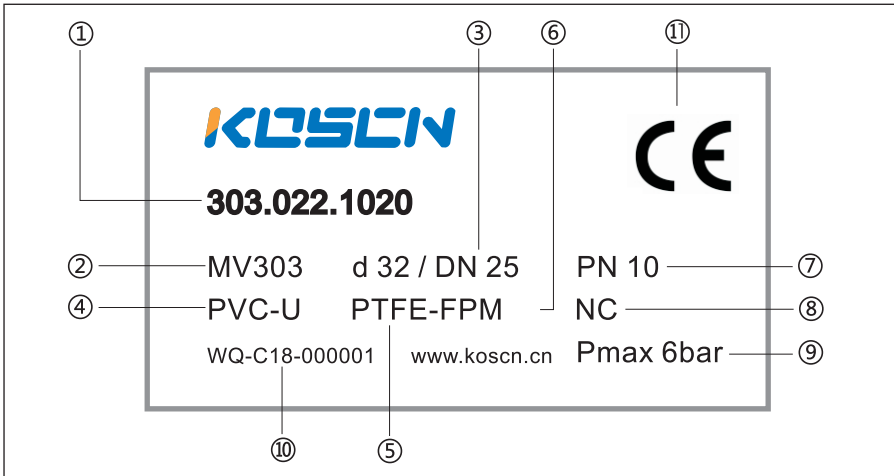 ① ③ ⑥ ⑪
KOSCN CE
303.022.1020
② MV303 d 32 / DN 25 PN 10 ⑦
④ PVC-U PTFE-FPM NC ⑧
WQ-C18-000001 www.koscn.cn Pmax 6bar ⑨
⑩ ⑤